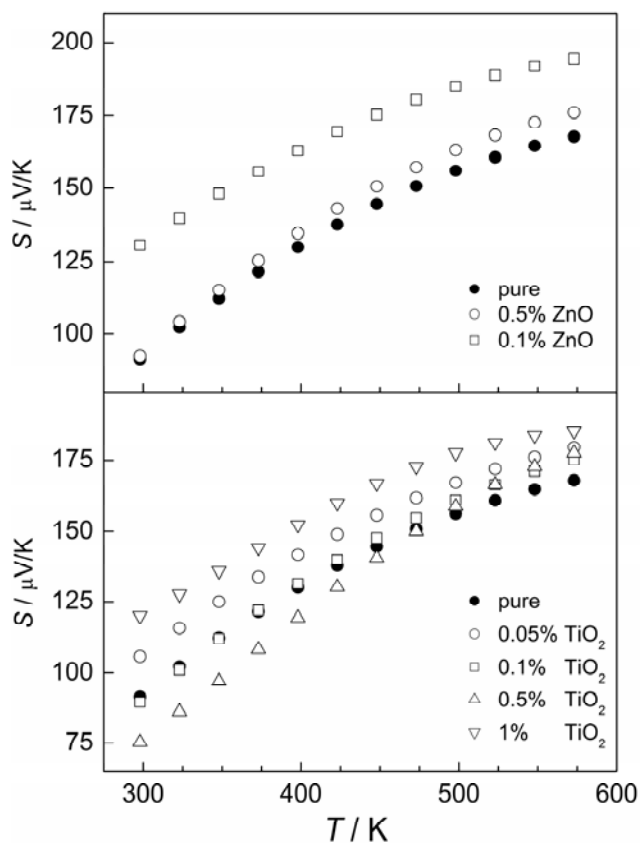 200
175
150
125
100
S / μV/K
pure
0.5% ZnO
0.1% ZnO
175
150
125
100
75
S / μV/K
pure
0.05% TiO₂
0.1% TiO₂
0.5% TiO₂
1% TiO₂
300 400 500 600
T / K